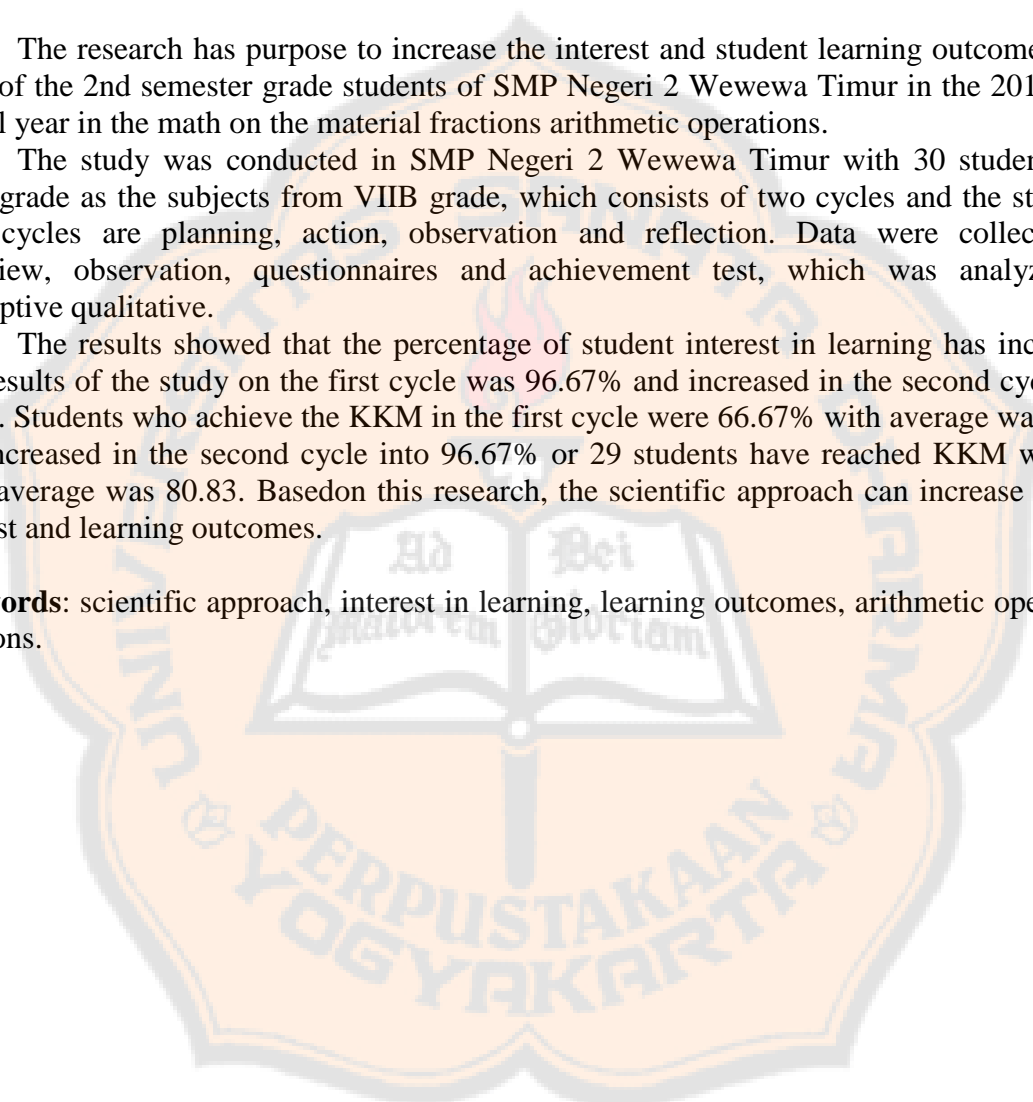 The research has purpose to increase the interest and student learning outcome
of the 2nd semester grade students of SMP Negeri 2 Wewewa Timur in the 201
l year in the math on the material fractions arithmetic operations.
The study was conducted in SMP Negeri 2 Wewewa Timur with 30 studen
grade as the subjects from VIIB grade, which consists of two cycles and the st
cycles are planning, action, observation and reflection. Data were collec
iew, observation, questionnaires and achievement test, which was analyz
ptive qualitative.
The results showed that the percentage of student interest in learning has inc
esults of the study on the first cycle was 96.67% and increased in the second cy
. Students who achieve the KKM in the first cycle were 66.67% with average wa
ncreased in the second cycle into 96.67% or 29 students have reached KKM w
average was 80.83. Basedon this research, the scientific approach can increase
st and learning outcomes.
ords: scientific approach, interest in learning, learning outcomes, arithmetic ope
ons.
UNIVERSITAS SANATA DHARMA
Ad Dei
Maiorem Gloriam
PERPUSTAKAAN
YOGYAKARTA